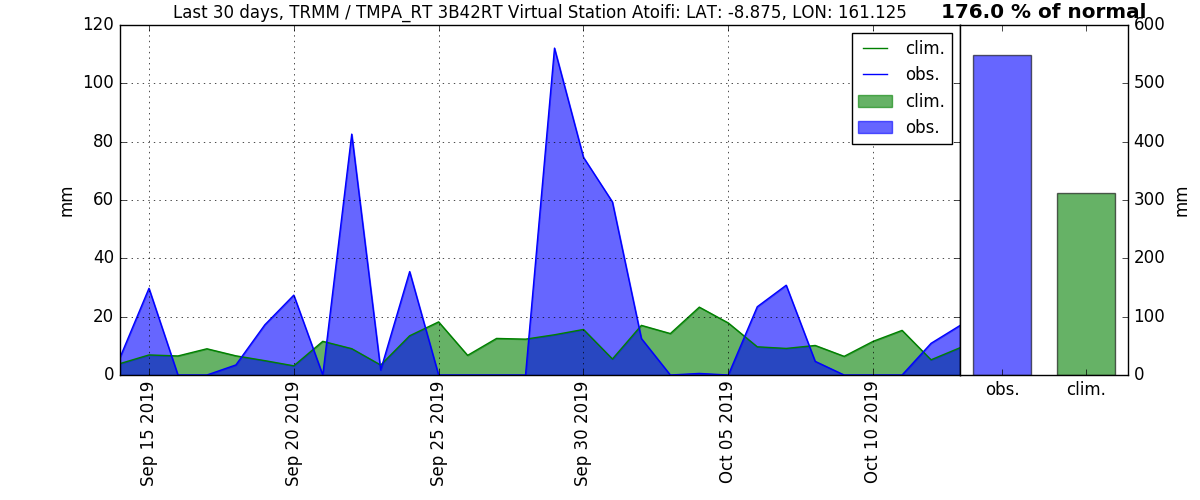 Last 30 days, TRMM / TMPA_RT 3B42RT Virtual Station Atoifi: LAT: -8.875, LON: 161.125
176.0 % of normal
120
100
80
60
40
20
0
mm
clim.
obs.
clim.
obs.
600
500
400
300
200
100
0
mm
Sep 15 2019
Sep 20 2019
Sep 25 2019
Sep 30 2019
Oct 05 2019
Oct 10 2019
obs.
clim.